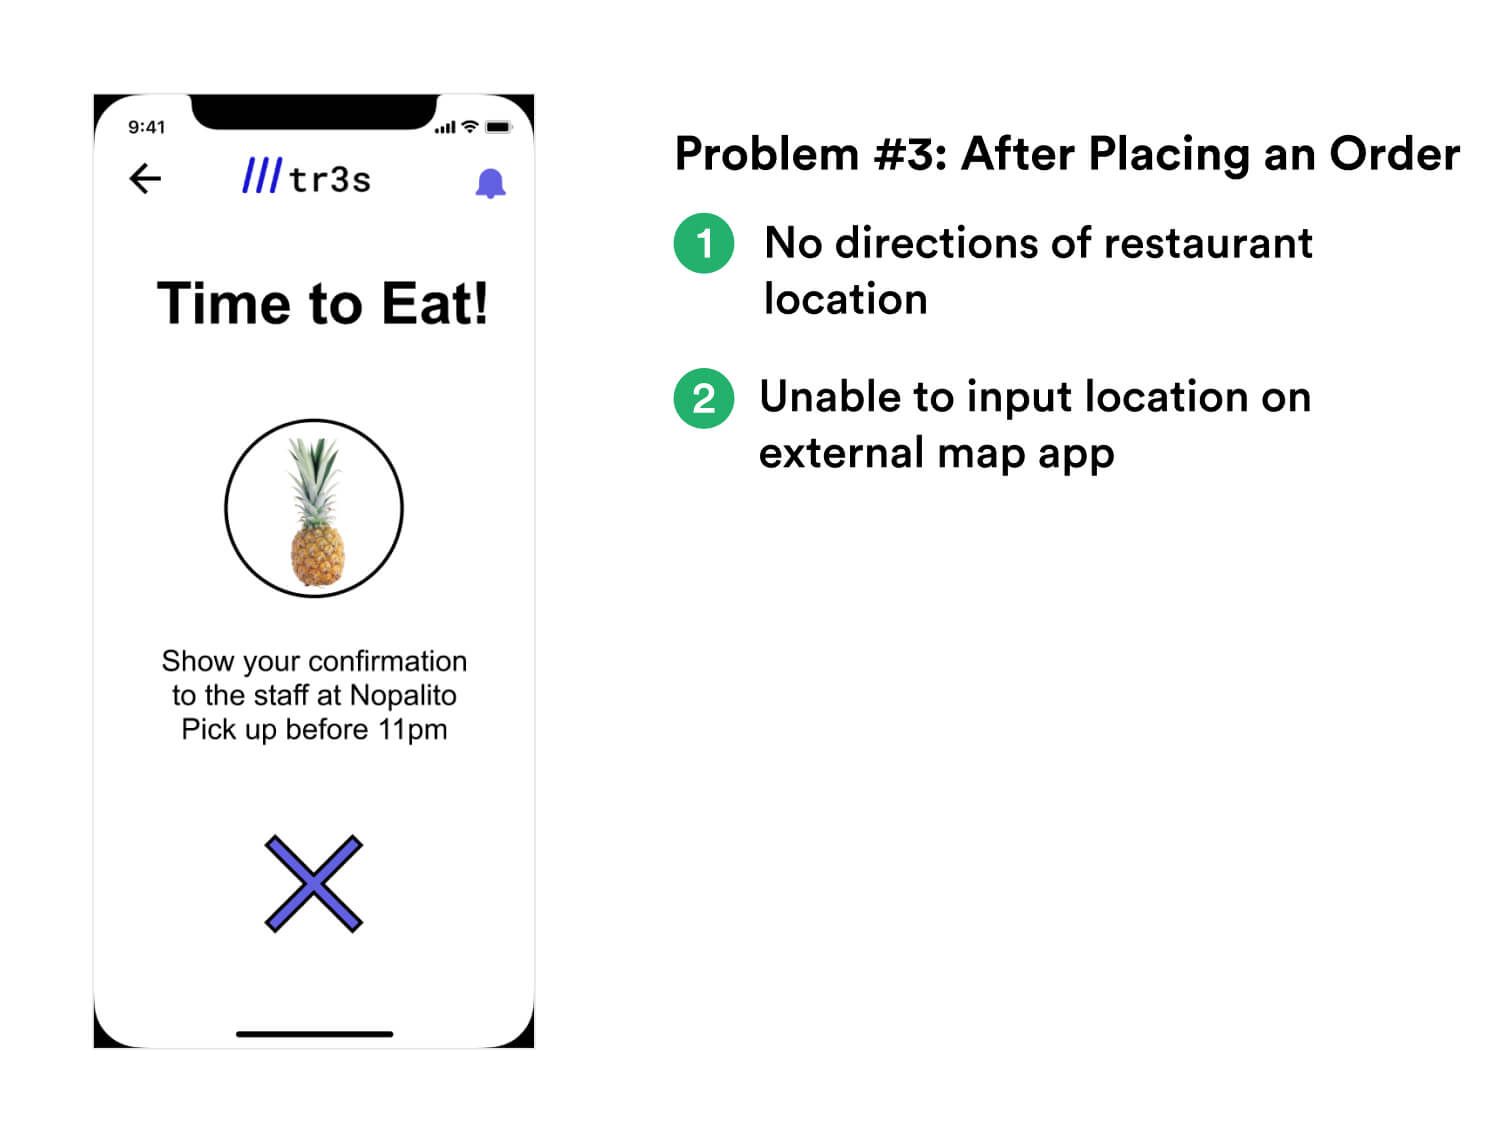 9:41
tr3s
Time to Eat!
Show your confirmation
to the staff at Nopalito
Pick up before 11pm
Problem #3: After Placing an Order
1 No directions of restaurant
location
2 Unable to input location on
external map app